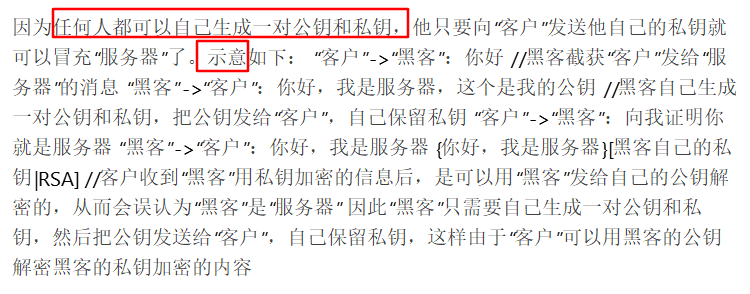 因为任何人都可以自己生成一对公钥和私钥，他只要向“客户”发送他自己的私钥就
可以冒充“服务器”了。示意如下： “客户”->“黑客”：你好 //黑客截获“客户”发给“服
务器”的消息 “黑客”->“客户”：你好，我是服务器，这个是我的公钥 //黑客自己生成
一对公钥和私钥，把公钥发给“客户”，自己保留私钥 “客户”->“黑客”：向我证明你
就是服务器 “黑客”->“客户”：你好，我是服务器 {你好，我是服务器}[黑客自己的私
钥|RSA] //客户收到“黑客”用私钥加密的信息后，是可以用“黑客”发给自己的公钥解
密的，从而会误认为“黑客”是“服务器” 因此“黑客”只需要自己生成一对公钥和私
钥，然后把公钥发送给“客户”，自己保留私钥，这样由于“客户”可以用黑客的公钥
解密黑客的私钥加密的内容